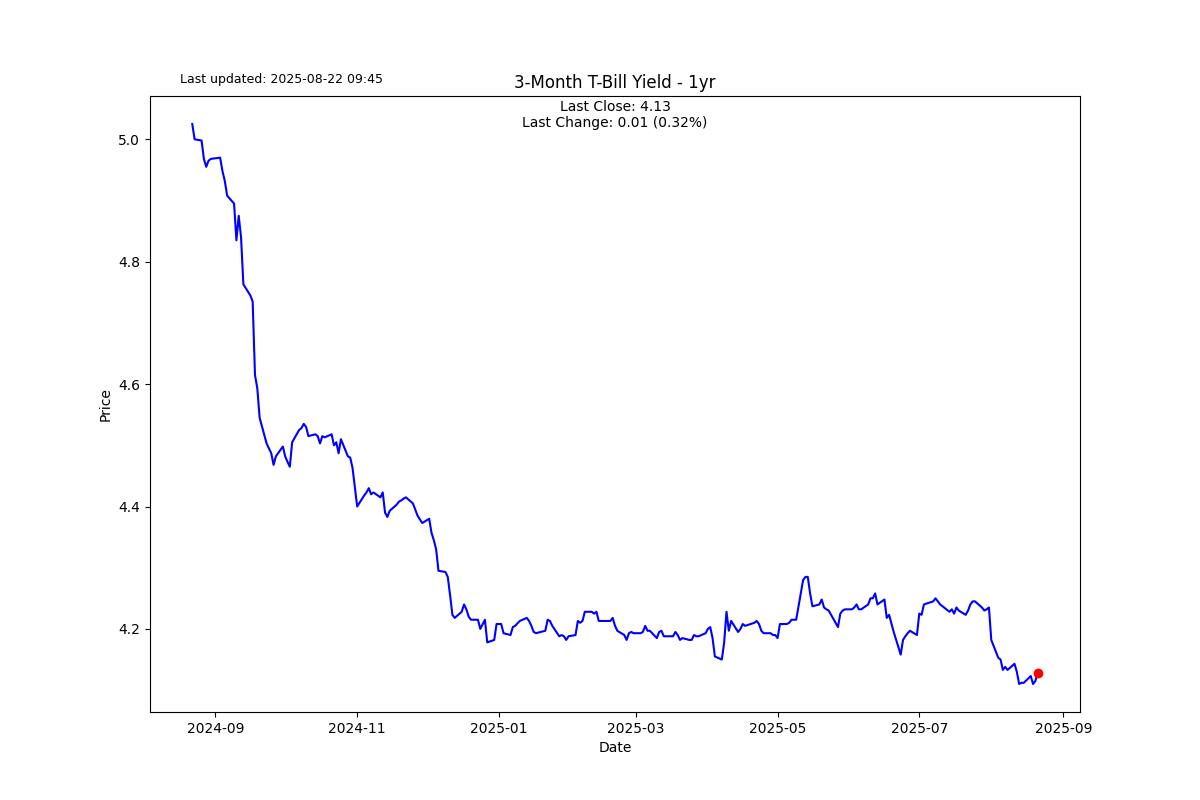 Last updated: 2025-08-22 09:45
3-Month T-Bill Yield - 1yr
Last Close: 4.13
Last Change: 0.01 (0.32%)
5.0
4.8
4.6
4.4
4.2
Price
2024-09 2024-11 2025-01 2025-03 2025-05 2025-07 2025-09
Date